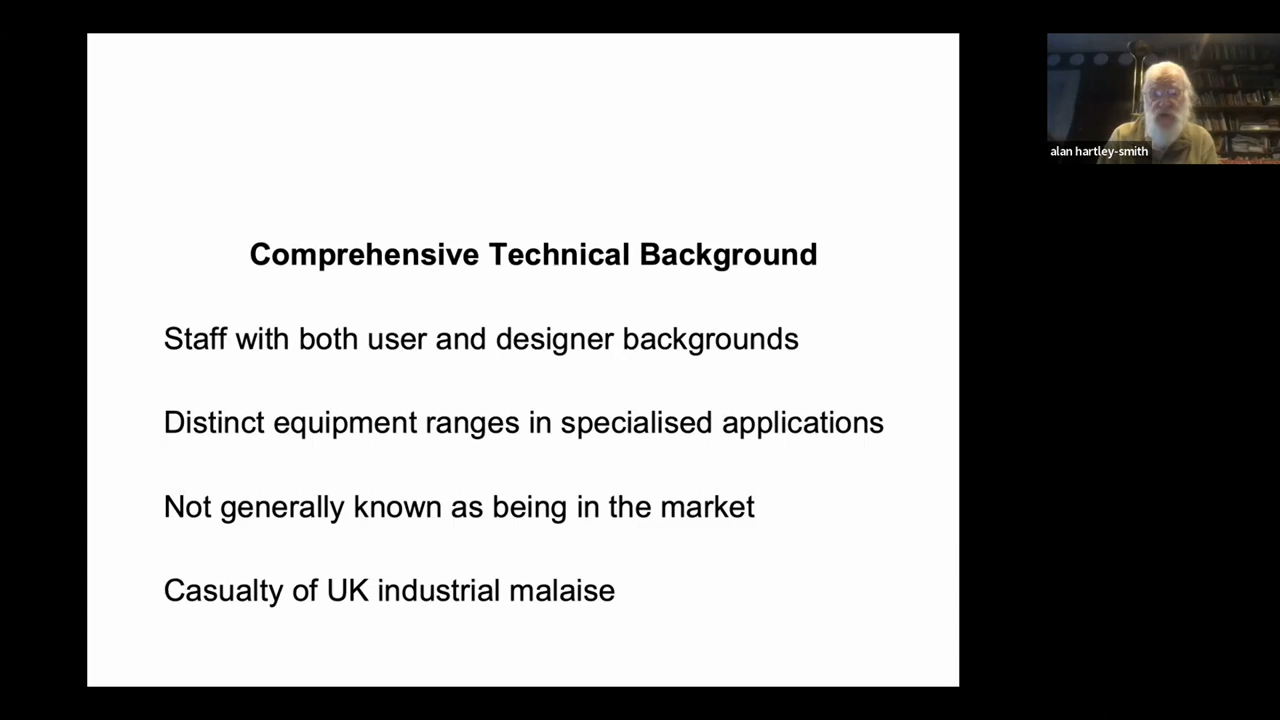 Comprehensive Technical Background
Staff with both user and designer backgrounds
Distinct equipment ranges in specialised applications
Not generally known as being in the market
Casualty of UK industrial malaise
alan hartley-smith